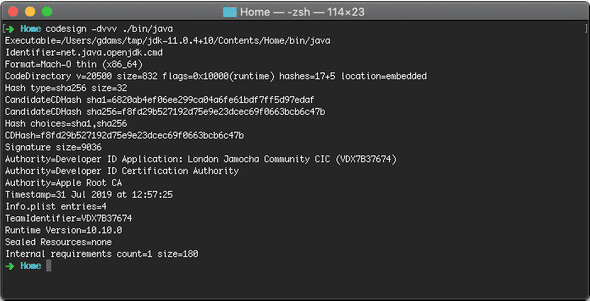 Home — -zsh — 114×23
➜ Home codesign -dvvv ./bin/java
Executable=/Users/gdams/tmp/jdk-11.0.4+10/Contents/Home/bin/java
Identifier=net.java.openjdk.cmd
Format=Mach-O thin (x86_64)
CodeDirectory v=20500 size=832 flags=0x10000(runtime) hashes=17+5 location=embedded
Hash type=sha256 size=32
CandidateCDHash sha1=6820ab4ef06ee299ca04a6fe61bdf7ff5d97edaf
CandidateCDHash sha256=f8fd29b527192d75e9e23dcec69f0663bcb6c47b
Hash choices=sha1,sha256
CDHash=f8fd29b527192d75e9e23dcec69f0663bcb6c47b
Signature size=9036
Authority=Developer ID Application: London Jamocha Community CIC (VDX7B37674)
Authority=Developer ID Certification Authority
Authority=Apple Root CA
Timestamp=31 Jul 2019 at 12:57:25
Info.plist entries=4
TeamIdentifier=VDX7B37674
Runtime Version=10.10.0
Sealed Resources=none
Internal requirements count=1 size=180
➜ Home